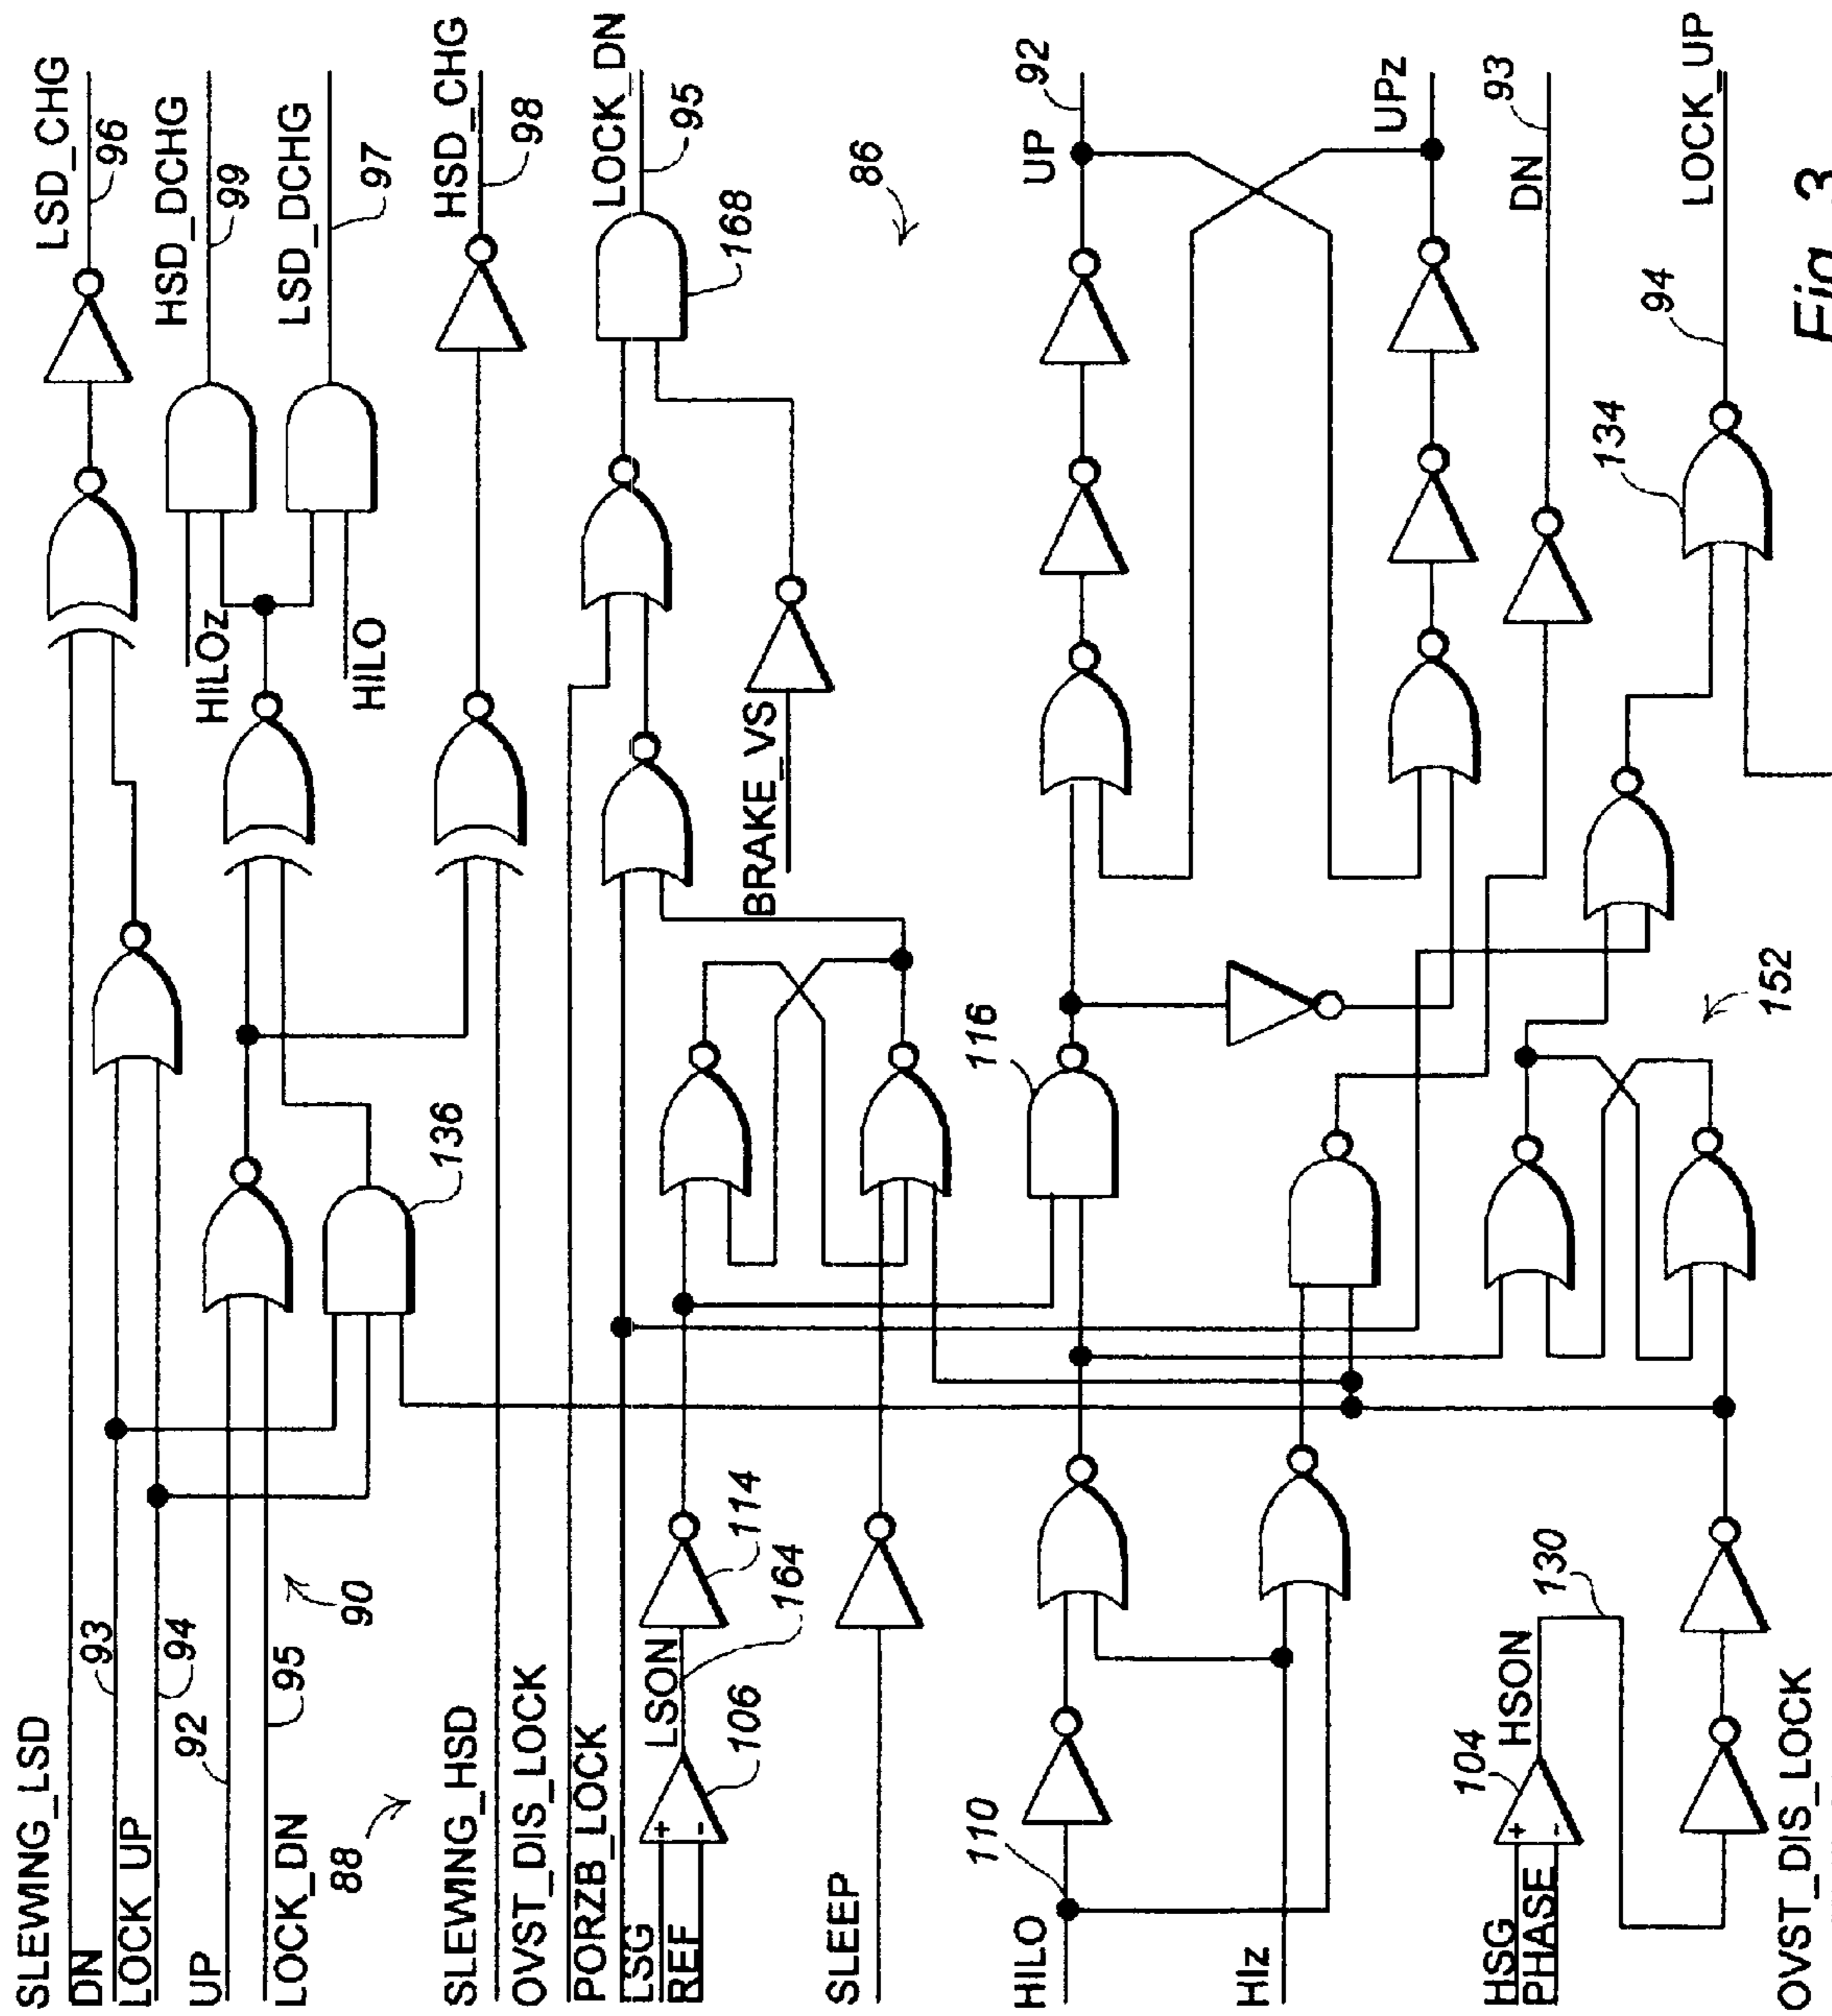 SLEWING_LSD
DN
93
LOCK_UP
94
UP
92
LOCK_DN
95
90
88
136
HILOz
HILO
LSD_CHG
96
HSD_DCHG
99
LSD_DCHG
97
SLEWING_HSD
HSD_CHG
98
OVST_DIS_LOCK
PORZB_LOCK
LSG
REF
+
-
LSON
106
114
164
SLEEP
BRAKE_VS
168
LOCK_DN
95
86
HILO
110
HIz
116
UP
92
UPz
DN
93
HSG
PHASE
+
-
104
HSON
130
152
134
94
LOCK_UP
OVST_DIS_LOCK
Fig. 3